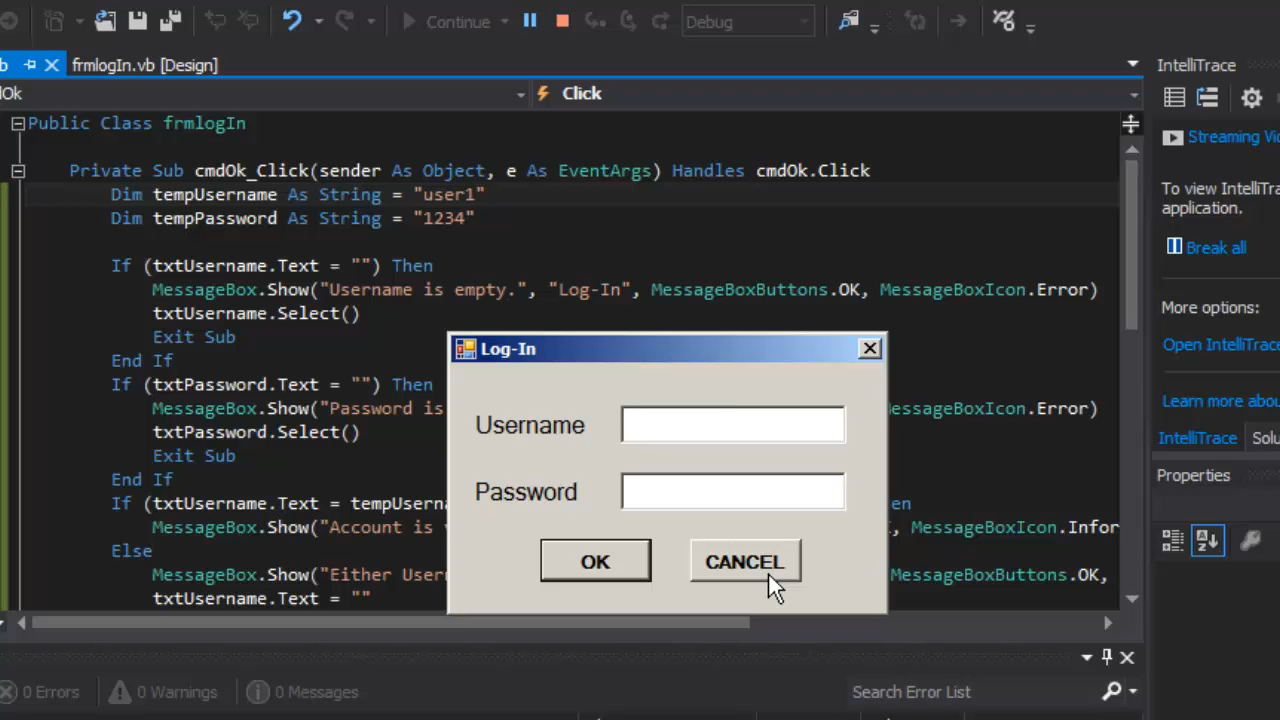 Continue
Debug
b
frmlogIn.vb [Design]
IntelliTrace
Ok
Click
Public Class frmlogIn
Streaming Vi
Private Sub cmdOk_Click(sender As Object, e As EventArgs) Handles cmdOk.Click
Dim tempUsername As String = "user1"
To view IntelliTra
application.
Dim tempPassword As String = "1234"
Break all
If (txtUsername.Text = "") Then
MessageBox.Show("Username is empty.", "Log-In", MessageBoxButtons.OK, MessageBoxIcon.Error)
More options:
txtUsername.Select()
Exit Sub
Open IntelliTrace
End If
If (txtPassword.Text = "") Then
MessageBox.Show("Password is
essageBoxIcon.Error)
Learn more abou
txtPassword.Select()
IntelliTrace
Solu
Exit Sub
End If
Properties
If (txtUsername.Text = tempUserna
en
MessageBox.Show("Account is v
, MessageBoxIcon.Infor
Else
MessageBox.Show("Either Usern
MessageBoxButtons.OK,
txtUsername.Text = ""
Log-In
Username
Password
OK
CANCEL
0 Errors
0 Warnings
0 Messages
Search Error List